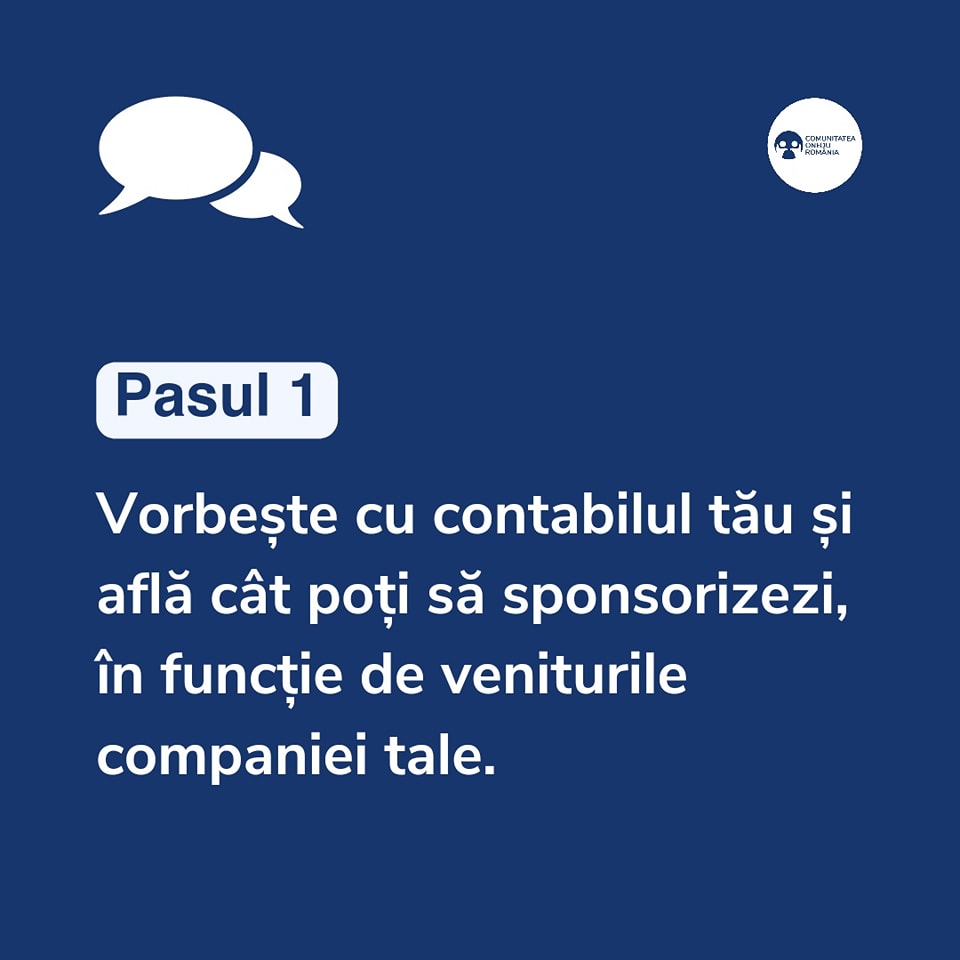 COMUNITATEA
ONHJU
ROMÂNIA
Pasul 1
Vorbește cu contabilul tău și
află cât poți să sponsorizezi,
în funcție de veniturile
companiei tale.